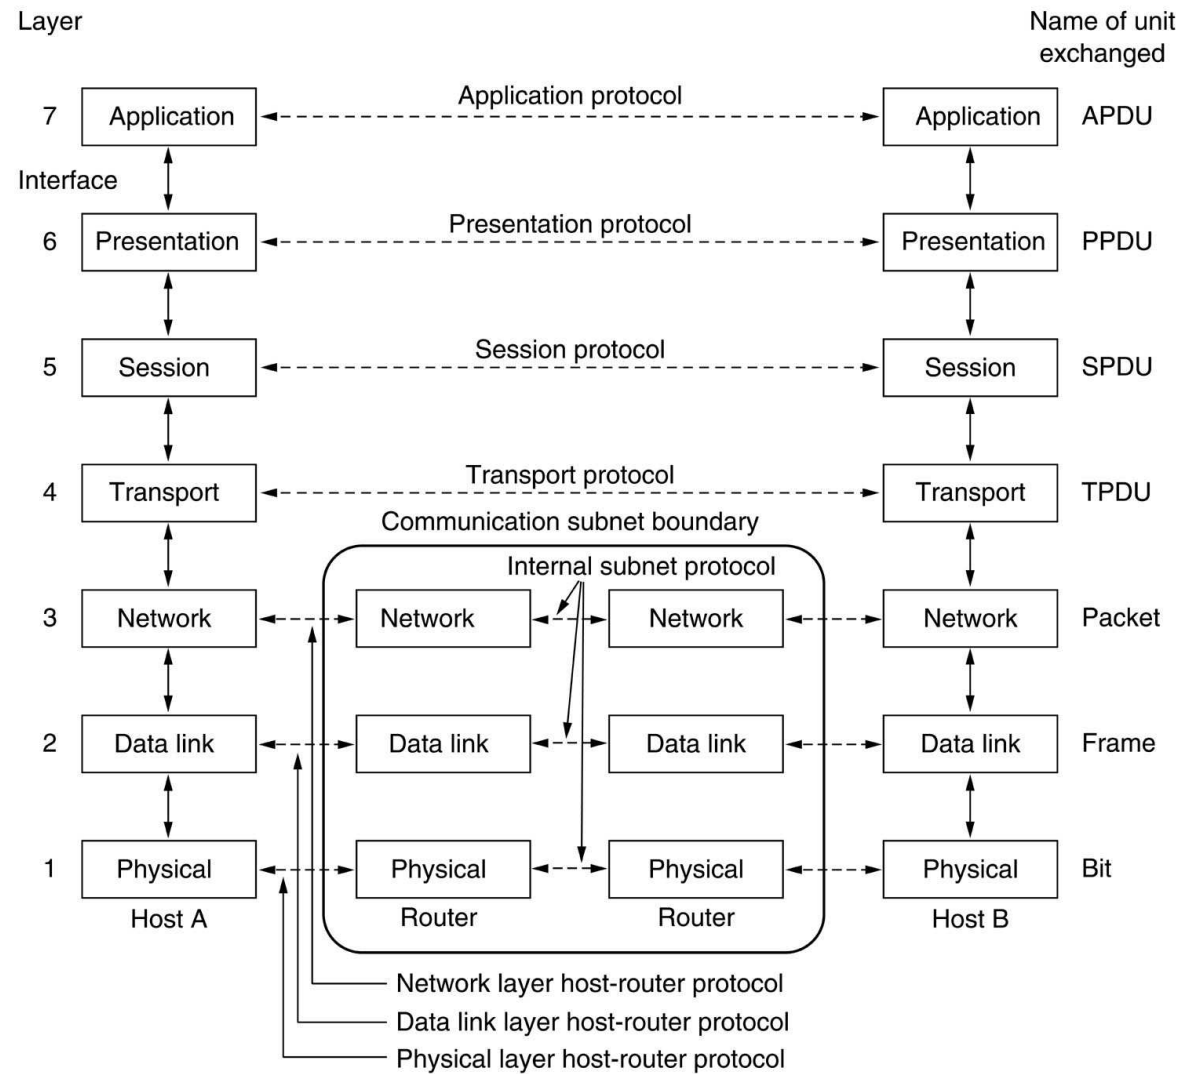 Layer
Name of unit
exchanged
Application protocol
7 Application Application APDU
Interface
Presentation protocol
6 Presentation Presentation PPDU
Session protocol
5 Session Session SPDU
Transport protocol
4 Transport Transport TPDU
Communication subnet boundary
Internal subnet protocol
3 Network Network Network Network Packet
2 Data link Data link Data link Data link Frame
1 Physical Physical Physical Physical Bit
Host A Router Router Host B
Network layer host-router protocol
Data link layer host-router protocol
Physical layer host-router protocol